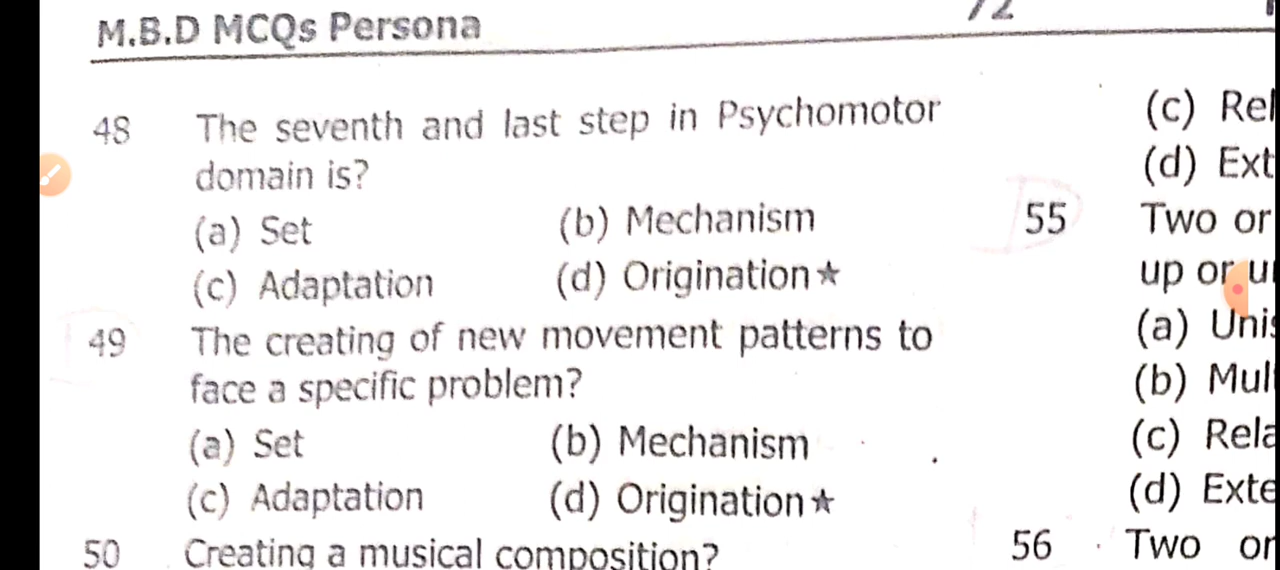 M.B.D MCQs Persona
72
48 The seventh and last step in Psychomotor
domain is?
(a) Set (b) Mechanism
(c) Adaptation (d) Origination★
49 The creating of new movement patterns to
face a specific problem?
(a) Set (b) Mechanism
(c) Adaptation (d) Origination★
50 Creating a musical composition?
(c) Rel
(d) Ext
55 Two or
up or u
(a) Unis
(b) Mul
(c) Rela
(d) Exte
56 Two or